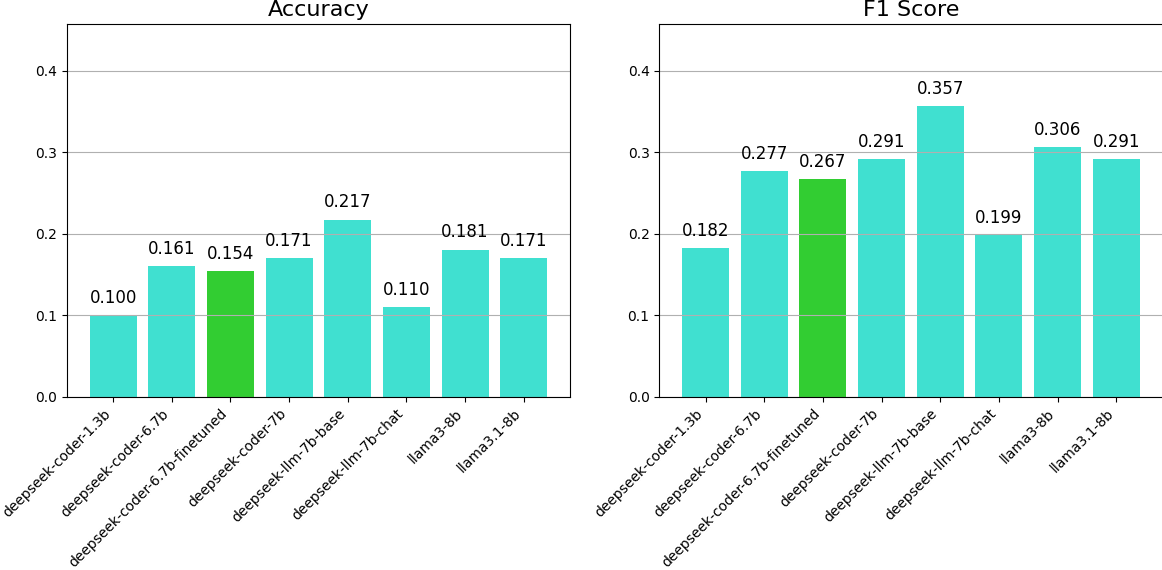 Accuracy
0.4
0.3
0.2
0.1
0.0
0.100
0.161
0.154
0.171
0.217
0.110
0.181
0.171
deepseek-coder-1.3b
deepseek-coder-6.7b
deepseek-coder-6.7b-finetuned
deepseek-coder-7b
deepseek-llm-7b-base
deepseek-llm-7b-chat
llama3-8b
llama3.1-8b
F1 Score
0.4
0.3
0.2
0.1
0.0
0.182
0.277
0.267
0.291
0.357
0.199
0.306
0.291
deepseek-coder-1.3b
deepseek-coder-6.7b
deepseek-coder-6.7b-finetuned
deepseek-coder-7b
deepseek-llm-7b-base
deepseek-llm-7b-chat
llama3-8b
llama3.1-8b